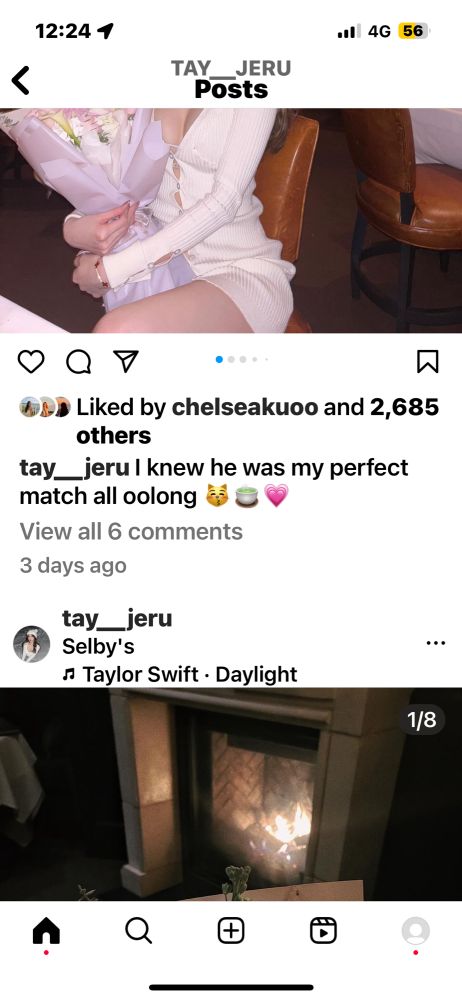 12:24
4G
56
TAY__JERU
Posts
Liked by chelseakuoo and 2,685
others
tay__jeru I knew he was my perfect
match all oolong 😽🍵💗
View all 6 comments
3 days ago
tay__jeru
Selby's
Taylor Swift · Daylight
1/8